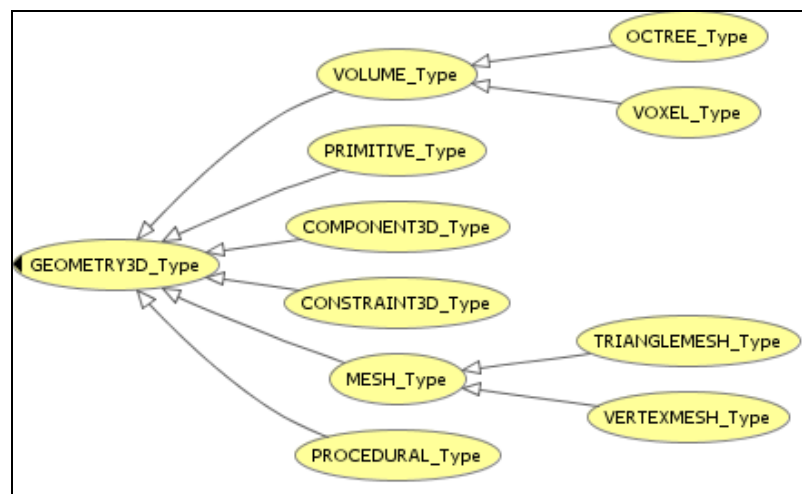 OCTREE_Type
VOLUME_Type
VOXEL_Type
PRIMITIVE_Type
COMPONENT3D_Type
GEOMETRY3D_Type
CONSTRAINT3D_Type
TRIANGLEMESH_Type
MESH_Type
VERTEXMESH_Type
PROCEDURAL_Type